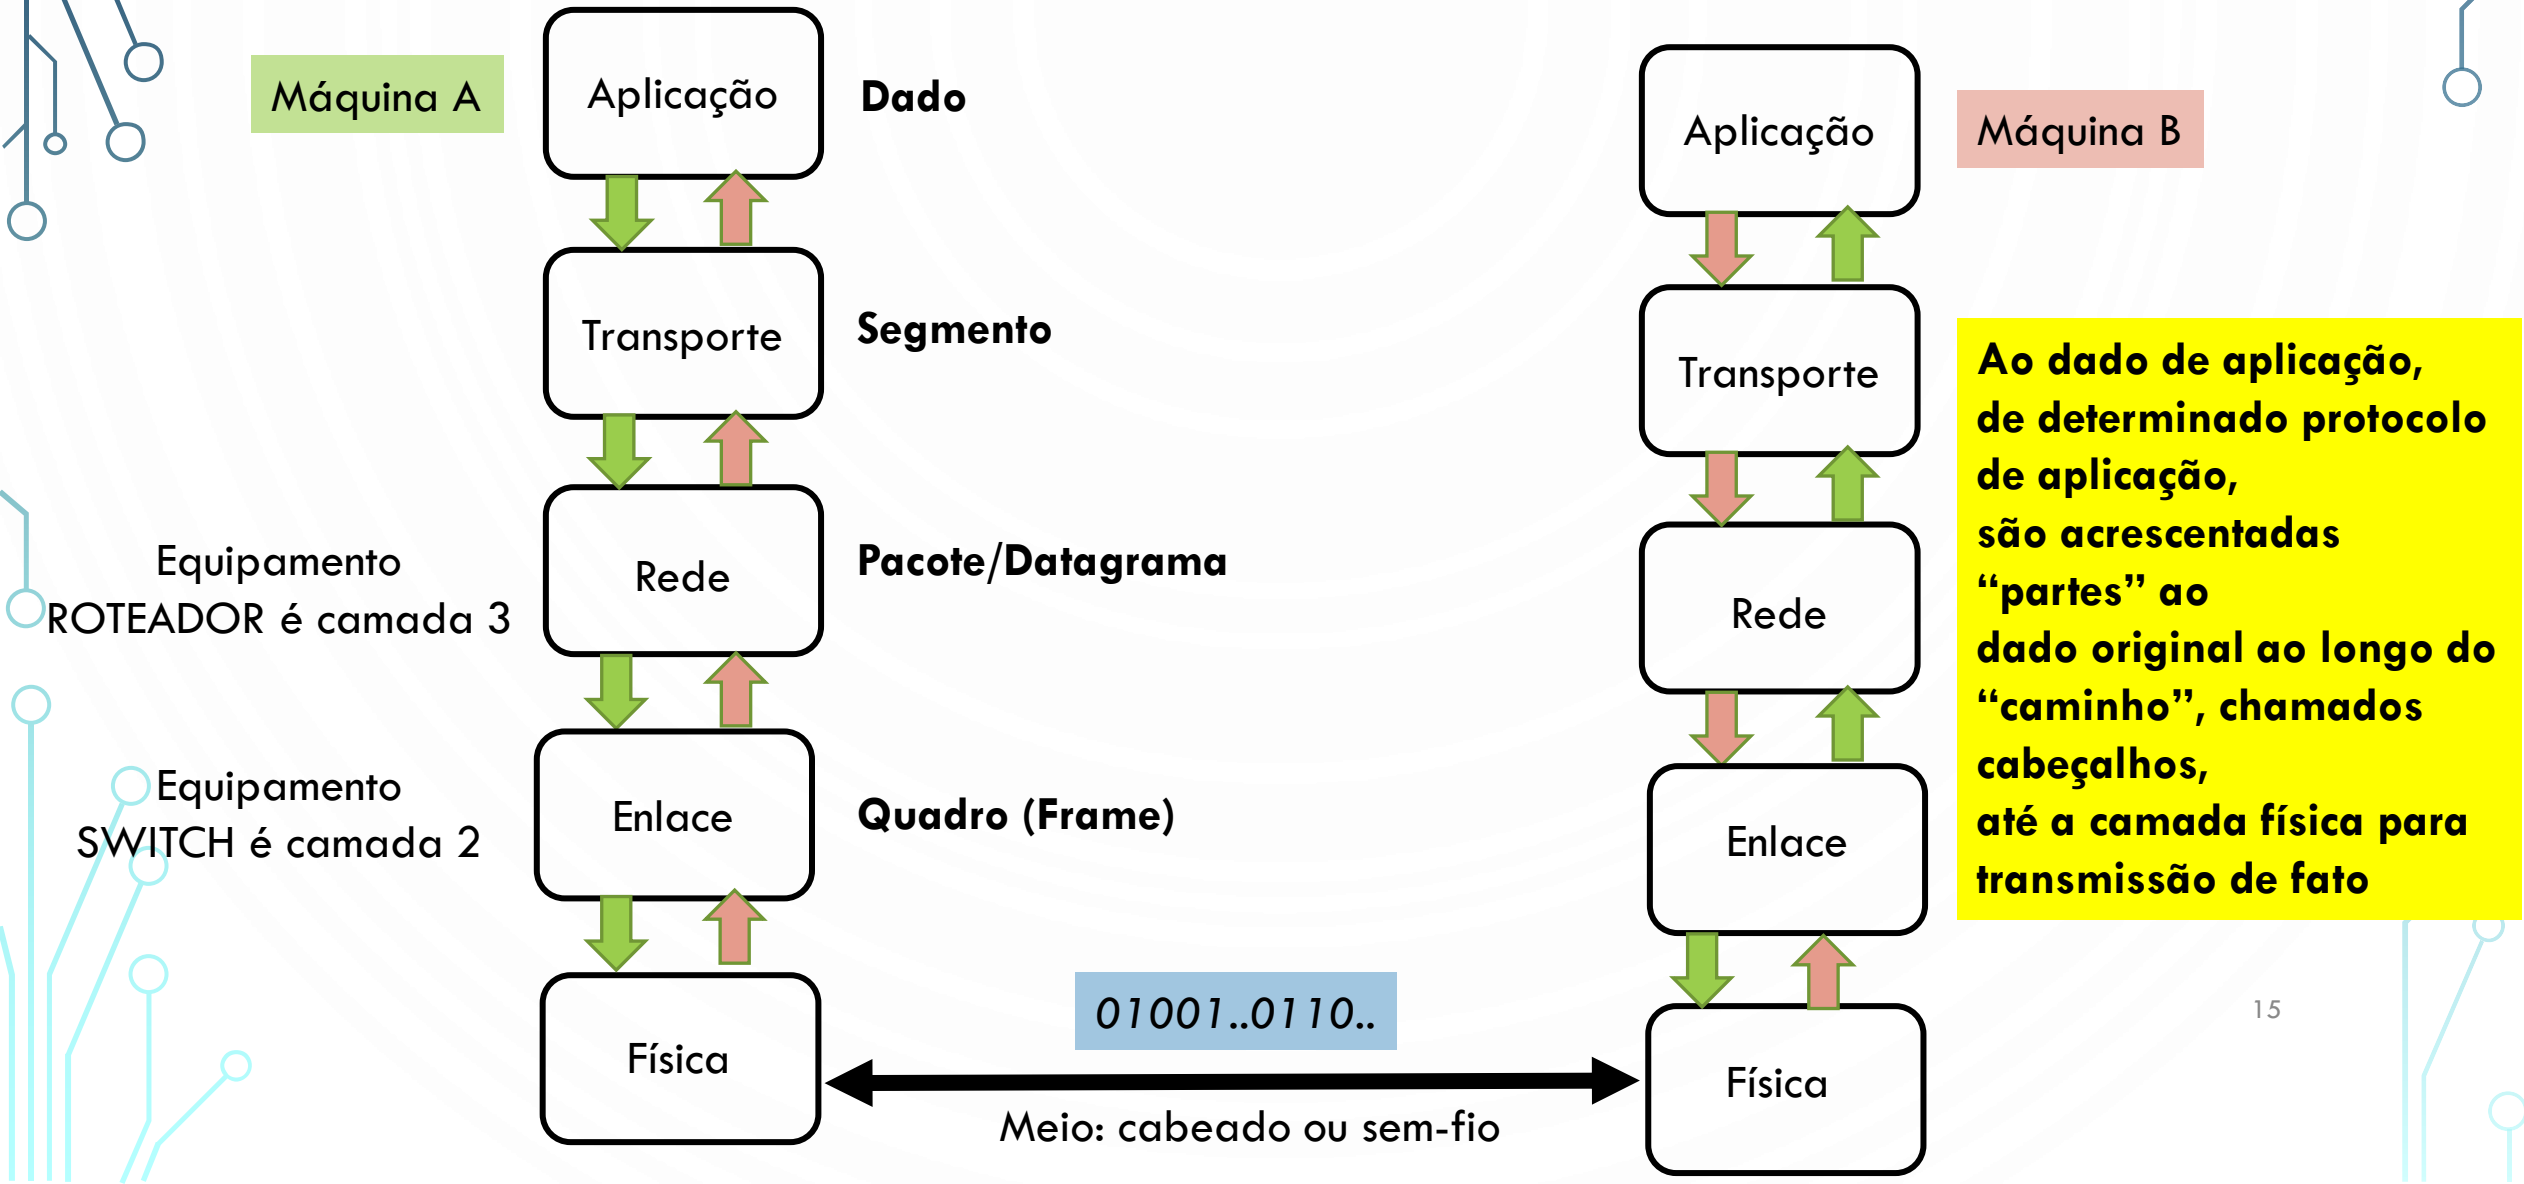 Máquina A
Aplicação
Dado
Transporte
Segmento
Equipamento
ROTEADOR é camada 3
Rede
Pacote/Datagrama
Equipamento
SWITCH é camada 2
Enlace
Quadro (Frame)
Física
01001..0110..
Meio: cabeado ou sem-fio
Aplicação
Máquina B
Transporte
Rede
Enlace
Física
Ao dado de aplicação,
de determinado protocolo
de aplicação,
são acrescentadas
“partes” ao
dado original ao longo do
“caminho”, chamados
cabeçalhos,
até a camada física para
transmissão de fato
15